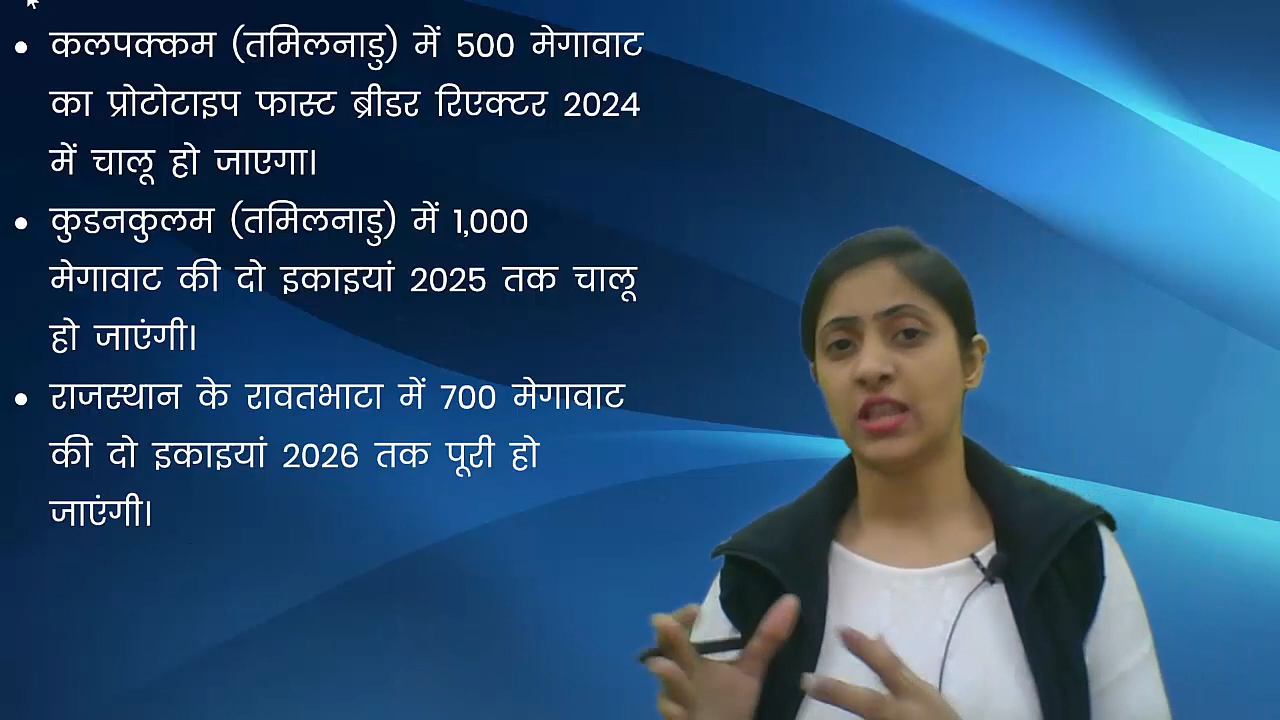 • कलपक्कम (तमिलनाडु) में 500 मेगावाट
का प्रोटोटाइप फास्ट ब्रीडर रिएक्टर 2024
में चालू हो जाएगा।
• कुडनकुलम (तमिलनाडु) में 1,000
मेगावाट की दो इकाइयां 2025 तक चालू
हो जाएंगी।
• राजस्थान के रावतभाटा में 700 मेगावाट
की दो इकाइयां 2026 तक पूरी हो
जाएंगी।